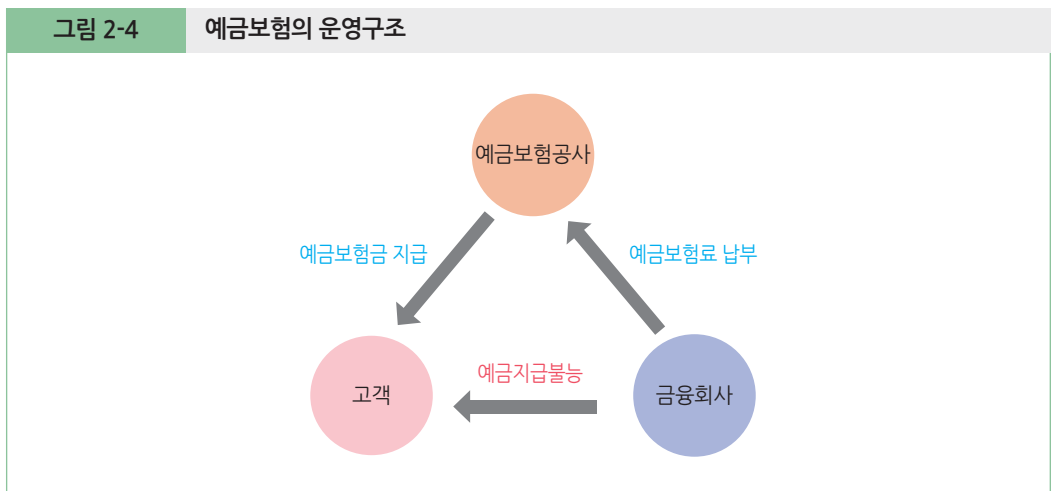 그림 2-4
예금보험의 운영구조
예금보험공사
예금보험금 지급
예금보험료 납부
예금지급불능
고객
금융회사